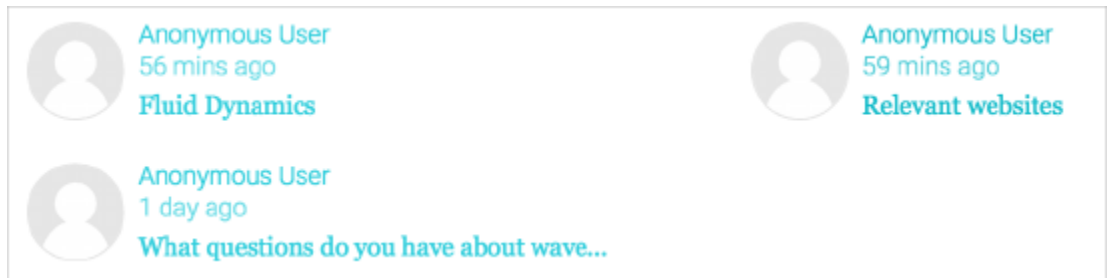 Anonymous User
56 mins ago
Fluid Dynamics
Anonymous User
59 mins ago
Relevant websites
Anonymous User
1 day ago
What questions do you have about wave...